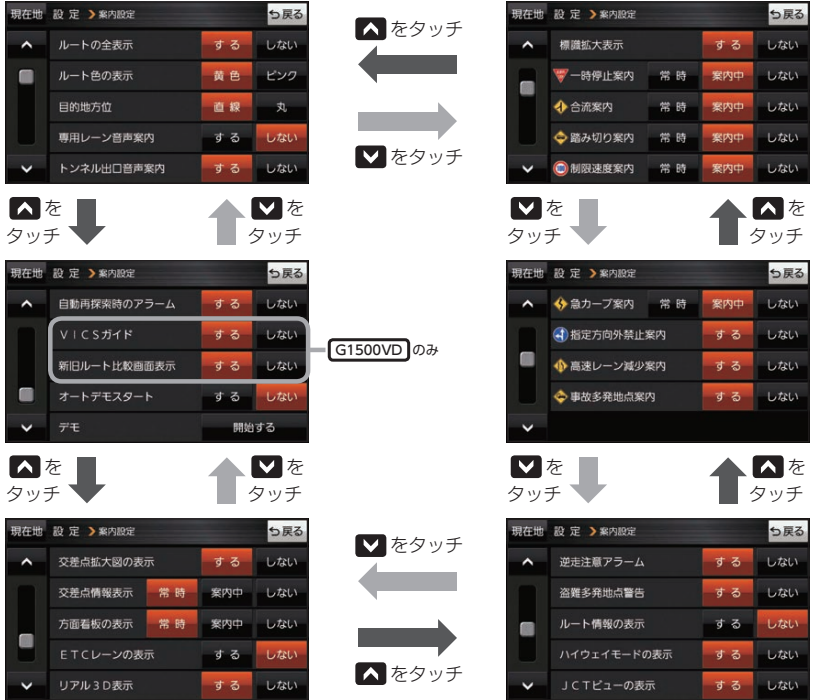 現在地 設 定 案内設定 戻る
ルートの全表示 す る しない
ルート色の表示 黄 色 ピンク
目的地方位 直 線 丸
専用レーン音声案内 す る しない
トンネル出口音声案内 す る しない
をタッチ
をタッチ
現在地 設 定 案内設定 戻る
標識拡大表示 す る しない
一時停止案内 常 時 案内中 しない
合流案内 常 時 案内中 しない
踏み切り案内 常 時 案内中 しない
制限速度案内 常 時 案内中 しない
を
タッチ
を
タッチ
を
タッチ
を
タッチ
現在地 設 定 案内設定 戻る
自動再探索時のアラーム す る しない
VICSガイド す る しない
新旧ルート比較画面表示 す る しない
オートデモスタート す る しない
デモ 開始する
G1500VD のみ
現在地 設 定 案内設定 戻る
急カーブ案内 常 時 案内中 しない
指定方向外禁止案内 す る しない
高速レーン減少案内 す る しない
事故多発地点案内 す る しない
を
タッチ
を
タッチ
を
タッチ
を
タッチ
現在地 設 定 案内設定 戻る
交差点拡大図の表示 す る しない
交差点情報表示 常 時 案内中 しない
方面看板の表示 常 時 案内中 しない
ETCレーンの表示 す る しない
リアル3D表示 す る しない
をタッチ
をタッチ
現在地 設 定 案内設定 戻る
逆走注意アラーム す る しない
盗難多発地点警告 す る しない
ルート情報の表示 す る しない
ハイウェイモードの表示 す る しない
JCTビューの表示 す る しない